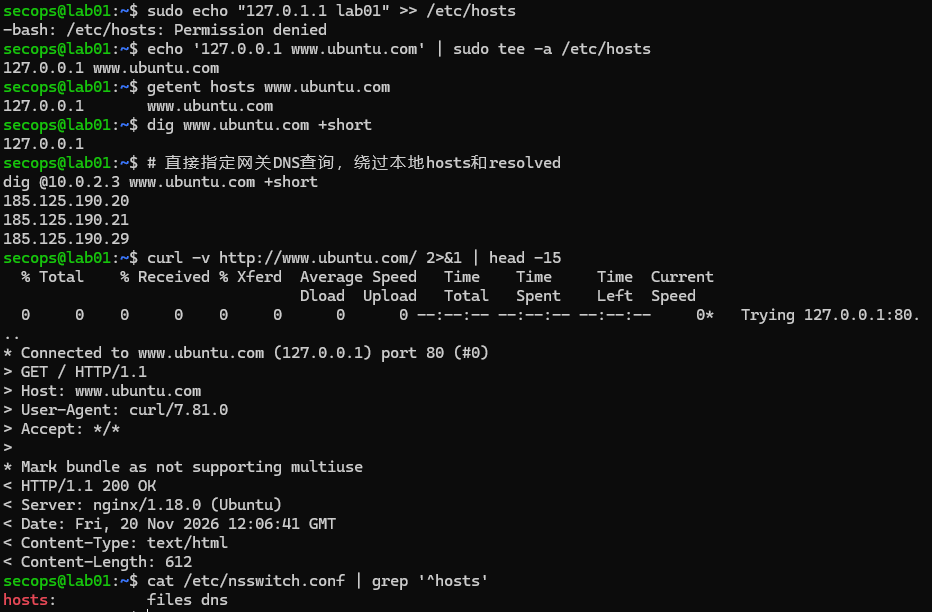 secops@lab01:~$ sudo echo "127.0.1.1 lab01" >> /etc/hosts
-bash: /etc/hosts: Permission denied
secops@lab01:~$ echo '127.0.0.1 www.ubuntu.com' | sudo tee -a /etc/hosts
127.0.0.1 www.ubuntu.com
secops@lab01:~$ getent hosts www.ubuntu.com
127.0.0.1       www.ubuntu.com
secops@lab01:~$ dig www.ubuntu.com +short
127.0.0.1
secops@lab01:~$ # 直接指定网关DNS查询，绕过本地hosts和resolved
dig @10.0.2.3 www.ubuntu.com +short
185.125.190.20
185.125.190.21
185.125.190.29
secops@lab01:~$ curl -v http://www.ubuntu.com/ 2>&1 | head -15
  % Total    % Received % Xferd  Average Speed   Time    Time     Time  Current
                                 Dload  Upload   Total   Spent    Left  Speed
  0     0    0     0    0     0      0      0 --:--:-- --:--:-- --:--:--     0*   Trying 127.0.0.1:80.
..
* Connected to www.ubuntu.com (127.0.0.1) port 80 (#0)
> GET / HTTP/1.1
> Host: www.ubuntu.com
> User-Agent: curl/7.81.0
> Accept: */*
>
* Mark bundle as not supporting multiuse
< HTTP/1.1 200 OK
< Server: nginx/1.18.0 (Ubuntu)
< Date: Fri, 20 Nov 2026 12:06:41 GMT
< Content-Type: text/html
< Content-Length: 612
secops@lab01:~$ cat /etc/nsswitch.conf | grep '^hosts'
hosts:          files dns